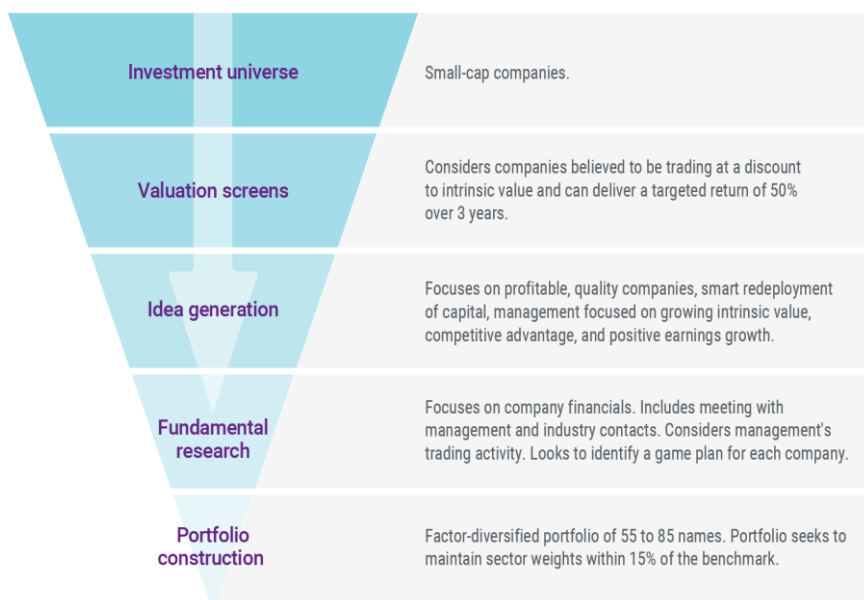 Investment universe
Small-cap companies.
Valuation screens
Considers companies believed to be trading at a discount
to intrinsic value and can deliver a targeted return of 50%
over 3 years.
Idea generation
Focuses on profitable, quality companies, smart redeployment
of capital, management focused on growing intrinsic value,
competitive advantage, and positive earnings growth.
Fundamental
research
Focuses on company financials. Includes meeting with
management and industry contacts. Considers management's
trading activity. Looks to identify a game plan for each company.
Portfolio
construction
Factor-diversified portfolio of 55 to 85 names. Portfolio seeks to
maintain sector weights within 15% of the benchmark.